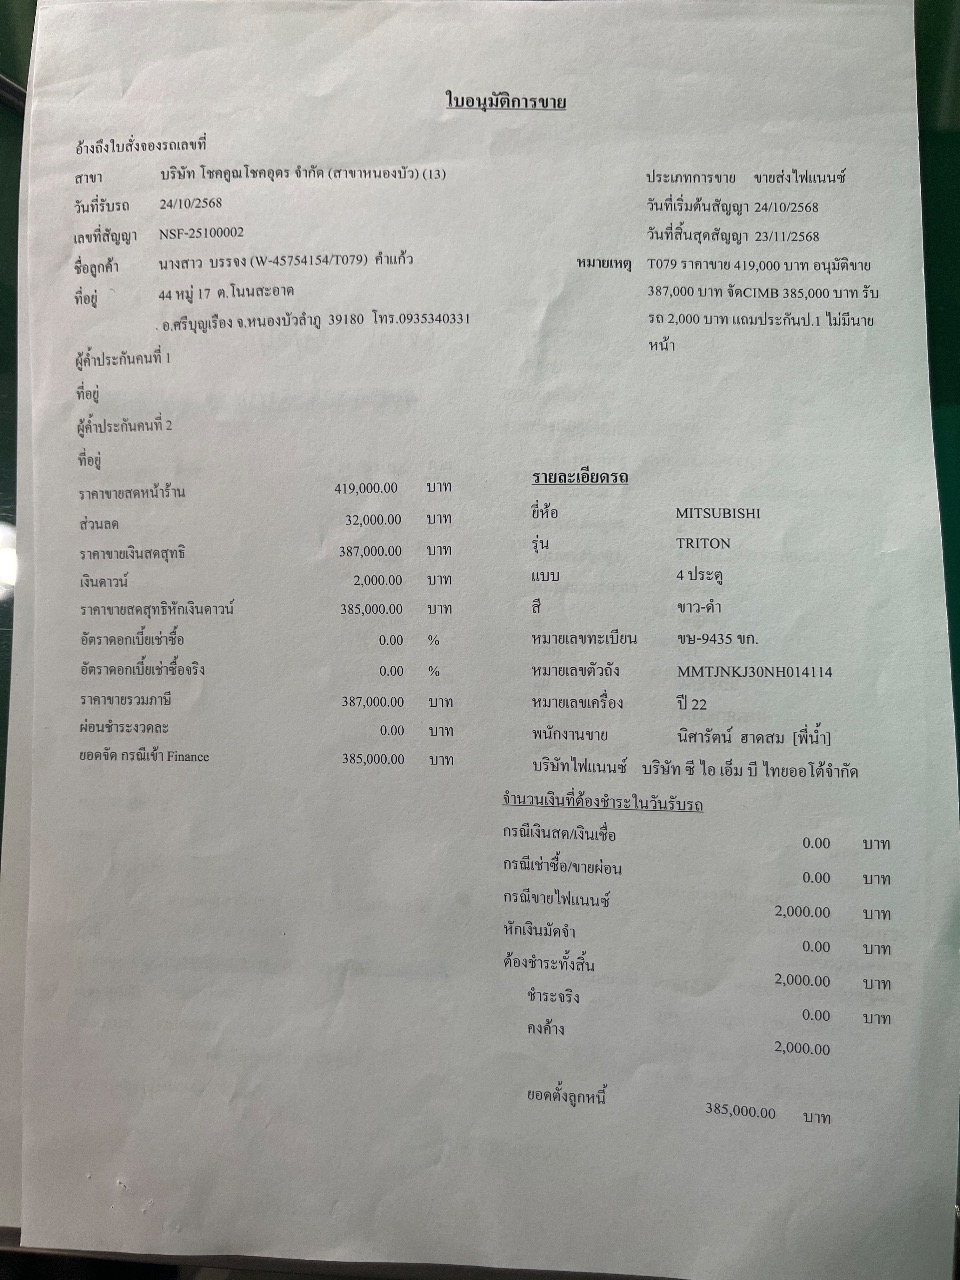 ใบอนุมัติการขาย
อ้างถึงใบสั่งจองรถเลขที่
สาขา บริษัท โชคคูณโชคอุดร จำกัด (สาขาหนองบัว) (13)
วันที่รับรถ 24/10/2568
เลขที่สัญญา NSF-25100002
ชื่อลูกค้า นางสาว บรรจง (W-45754154/T079) คำแก้ว
ที่อยู่ 44 หมู่ 17 ต.โนนสะอาด
อ.ศรีบุญเรือง จ.หนองบัวลำภู 39180 โทร.0935340331
ประเภทการขาย ขายส่งไฟแนนซ์
วันที่เริ่มต้นสัญญา 24/10/2568
วันที่สิ้นสุดสัญญา 23/11/2568
หมายเหตุ T079 ราคาขาย 419,000 บาท อนุมัติขาย
387,000 บาท จัดCIMB 385,000 บาท รับ
รถ 2,000 บาท แถมประกันป.1 ไม่มีนาย
หน้า
ผู้ค้ำประกันคนที่ 1
ที่อยู่
ผู้ค้ำประกันคนที่ 2
ที่อยู่
ราคาขายสดหน้าร้าน 419,000.00 บาท
ส่วนลด 32,000.00 บาท
ราคาขายเงินสดสุทธิ 387,000.00 บาท
เงินดาวน์ 2,000.00 บาท
ราคาขายสดสุทธิหักเงินดาวน์ 385,000.00 บาท
อัตราดอกเบี้ยเช่าซื้อ 0.00 %
อัตราดอกเบี้ยเช่าซื้อจริง 0.00 %
ราคาขายรวมภาษี 387,000.00 บาท
ผ่อนชำระงวดละ 0.00 บาท
ยอดจัด กรณีเข้า Finance 385,000.00 บาท
รายละเอียดรถ
ยี่ห้อ MITSUBISHI
รุ่น TRITON
แบบ 4 ประตู
สี ขาว-ดำ
หมายเลขทะเบียน ขษ-9435 ขก.
หมายเลขตัวถัง MMTJNKJ30NH014114
หมายเลขเครื่อง ปี 22
พนักงานขาย นิศารัตน์ ฮาดสม [พี่น้ำ]
บริษัทไฟแนนซ์ บริษัท ซี ไอ เอ็ม บี ไทยออโต้จำกัด
จำนวนเงินที่ต้องชำระในวันรับรถ
กรณีเงินสด/เงินเชื่อ 0.00 บาท
กรณีเช่าซื้อ/ขายผ่อน 0.00 บาท
กรณีขายไฟแนนซ์ 2,000.00 บาท
หักเงินมัดจำ 0.00 บาท
ต้องชำระทั้งสิ้น 2,000.00 บาท
ชำระจริง 0.00 บาท
คงค้าง 2,000.00
ยอดตั้งลูกหนี้ 385,000.00 บาท